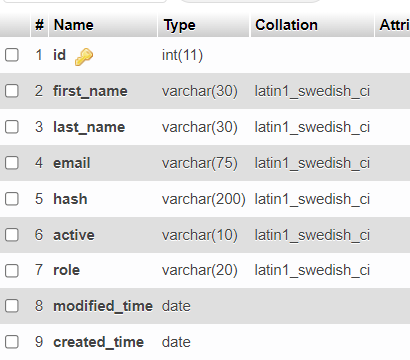 # Name Type Collation Attri
1 id int(11)
2 first_name varchar(30) latin1_swedish_ci
3 last_name varchar(30) latin1_swedish_ci
4 email varchar(75) latin1_swedish_ci
5 hash varchar(200) latin1_swedish_ci
6 active varchar(10) latin1_swedish_ci
7 role varchar(20) latin1_swedish_ci
8 modified_time date
9 created_time date